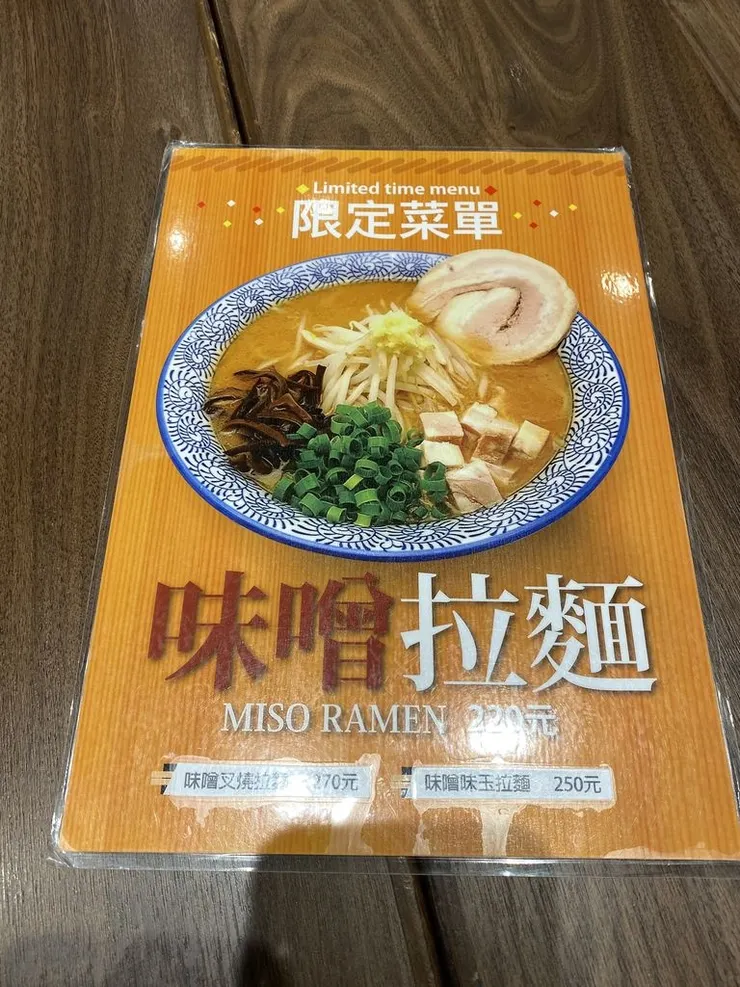 Limited time menu
限定菜單
味噌拉麵
MISO RAMEN 220元
味噌叉燒拉麵 270元
味噌味玉拉麵 250元